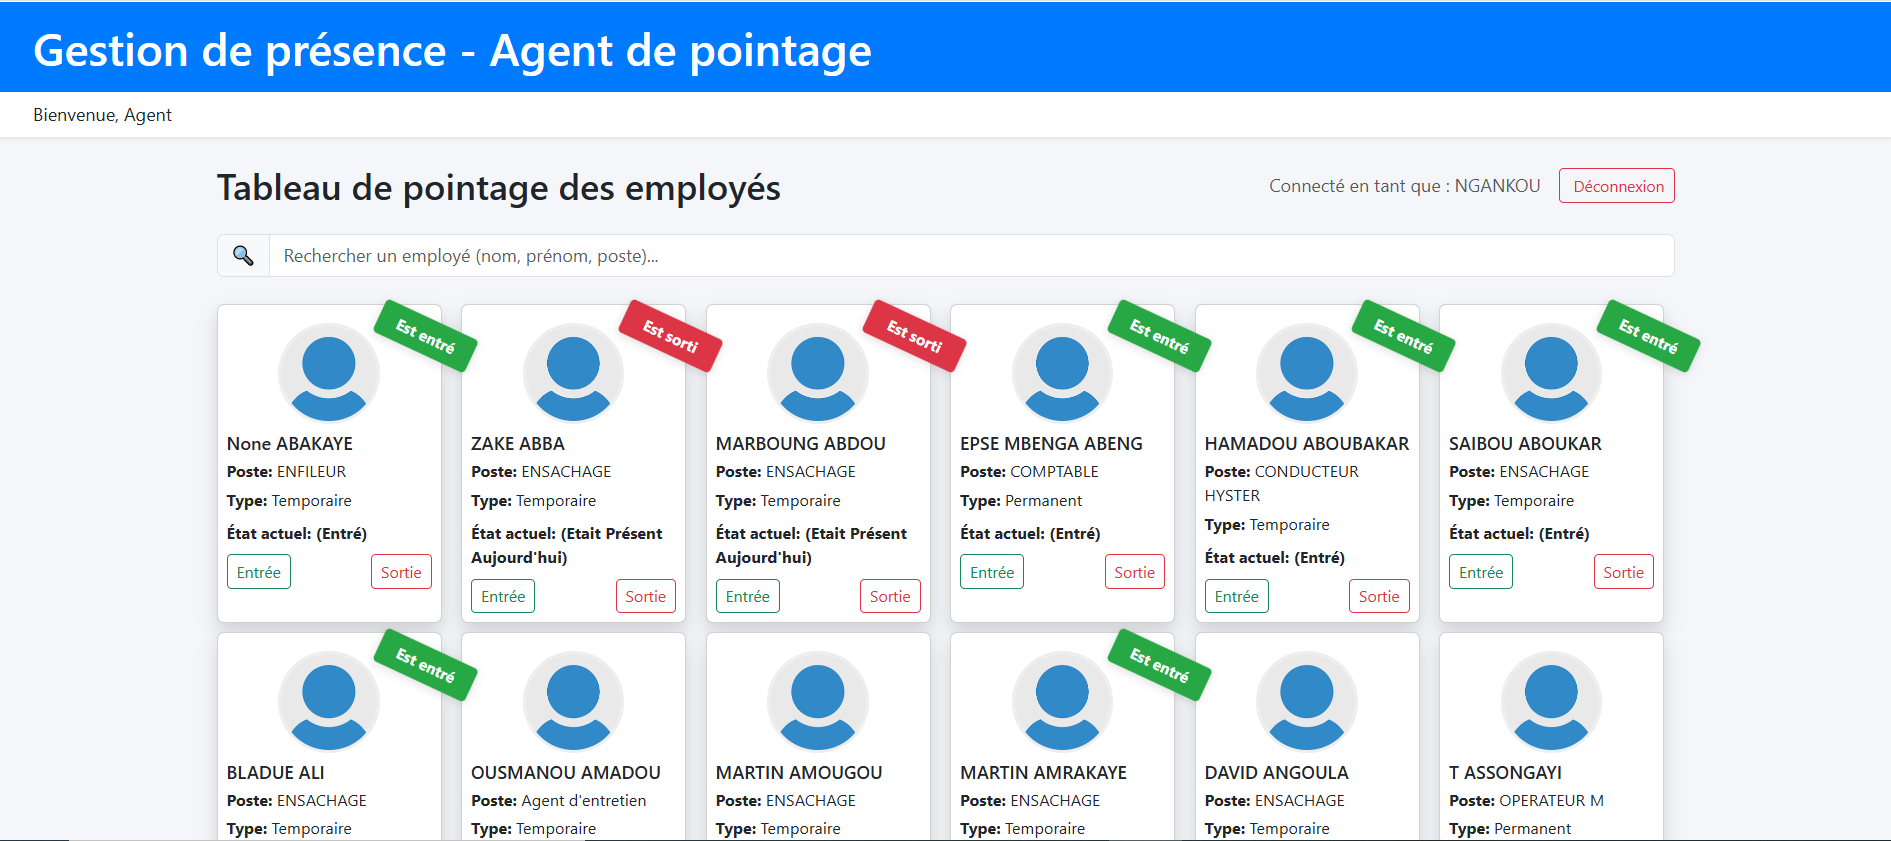 Gestion de présence - Agent de pointage
Bienvenue, Agent
Tableau de pointage des employés
Connecté en tant que : NGANKOU
Déconnexion
Rechercher un employé (nom, prénom, poste)...
Est entré
None ABAKAYE
Poste: ENFILEUR
Type: Temporaire
État actuel: (Entré)
Entrée
Sortie
Est sorti
ZAKE ABBA
Poste: ENSACHAGE
Type: Temporaire
État actuel: (Etait Présent
Aujourd'hui)
Entrée
Sortie
Est sorti
MARBOUNG ABDOU
Poste: ENSACHAGE
Type: Temporaire
État actuel: (Etait Présent
Aujourd'hui)
Entrée
Sortie
Est entré
EPSE MBENGA ABENG
Poste: COMPTABLE
Type: Permanent
État actuel: (Entré)
Entrée
Sortie
Est entré
HAMADOU ABOUBAKAR
Poste: CONDUCTEUR
HYSTER
Type: Temporaire
État actuel: (Entré)
Entrée
Sortie
Est entré
SAIBOU ABOUKAR
Poste: ENSACHAGE
Type: Temporaire
État actuel: (Entré)
Entrée
Sortie
Est entré
BLADUE ALI
Poste: ENSACHAGE
Type: Temporaire
OUSMANOU AMADOU
Poste: Agent d'entretien
Type: Temporaire
MARTIN AMOUGOU
Poste: ENSACHAGE
Type: Temporaire
Est entré
MARTIN AMRAKAYE
Poste: ENSACHAGE
Type: Temporaire
DAVID ANGOULA
Poste: ENSACHAGE
Type: Temporaire
T ASSONGAYI
Poste: OPERATEUR M
Type: Permanent